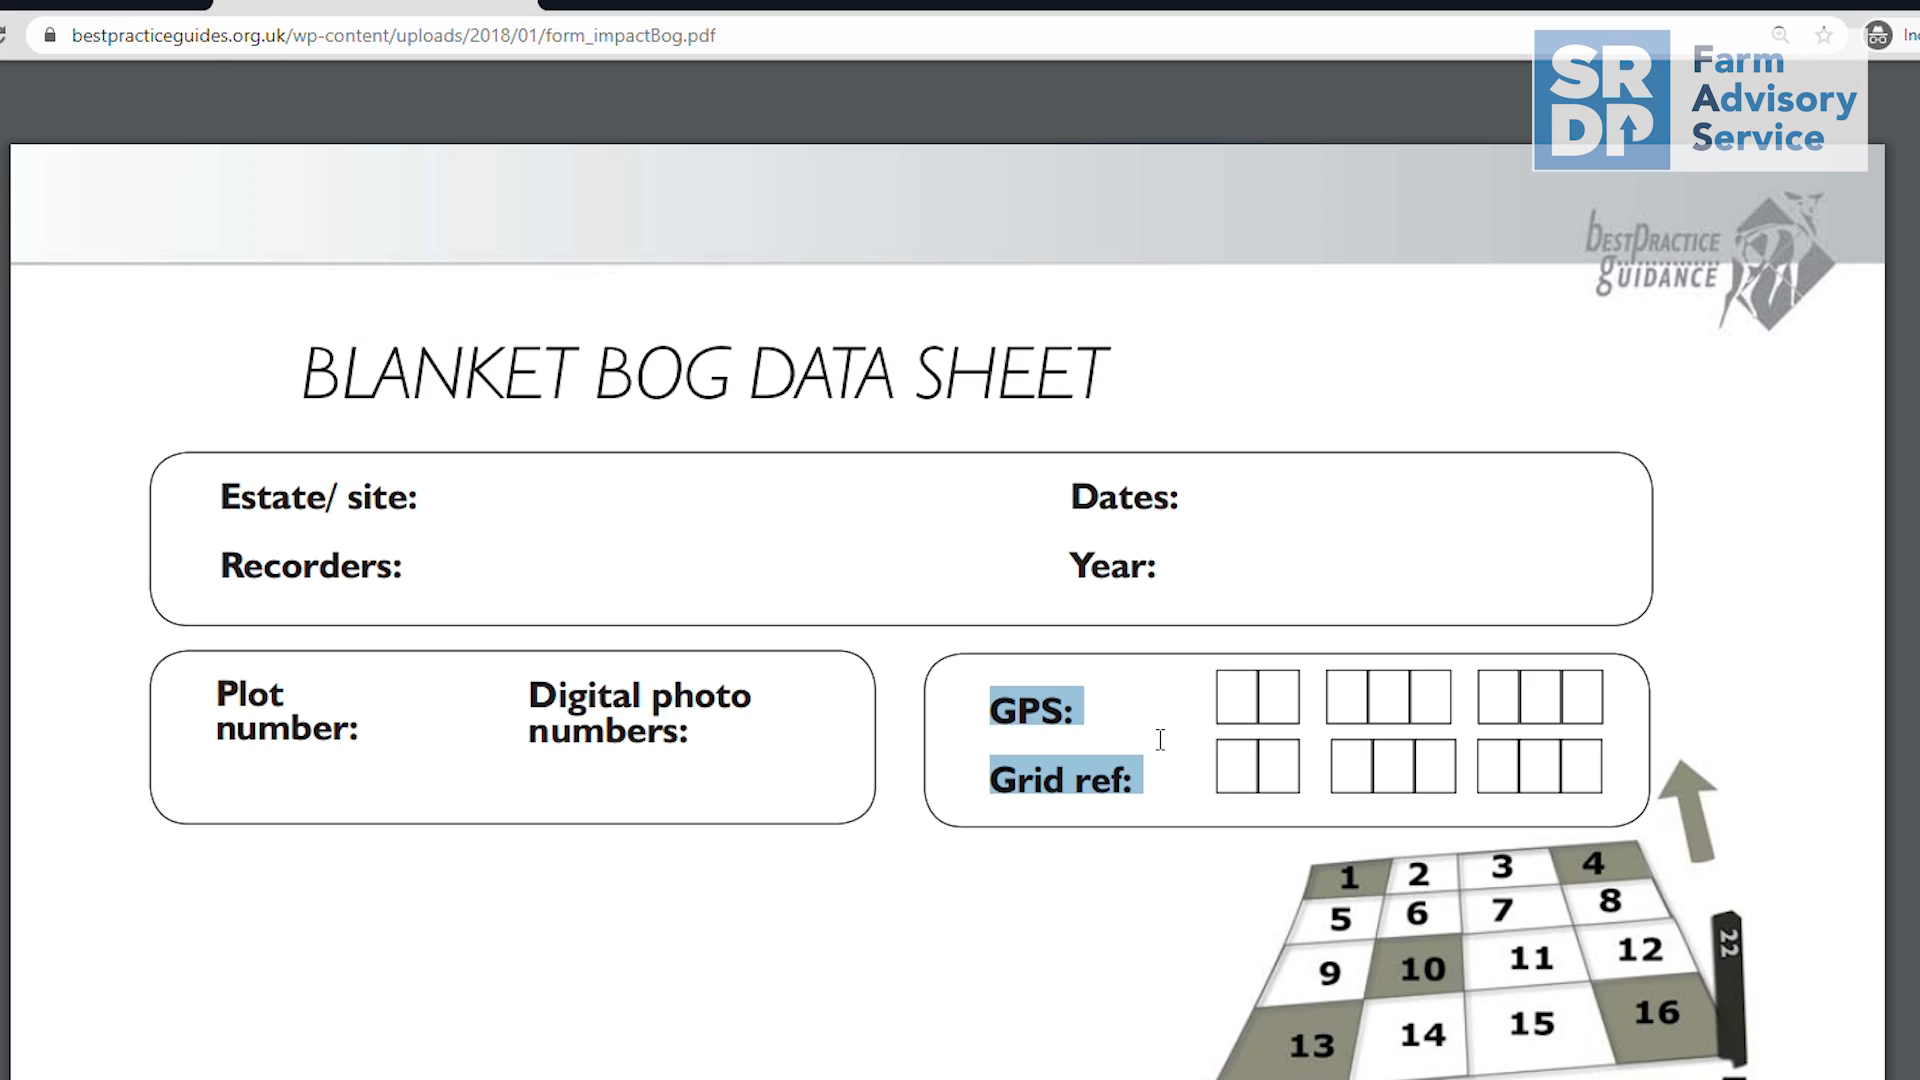 bestpracticeguides.org.uk/wp-content/uploads/2018/01/form_impactBog.pdf
SRDP
Farm
Advisory
Service
BESTPRACTICE
GUIDANCE
BLANKET BOG DATA SHEET
Estate/ site:
Dates:
Recorders:
Year:
Plot
number:
Digital photo
numbers:
GPS:
Grid ref:
1 2 3 4
5 6 7 8
9 10 11 12
13 14 15 16
22